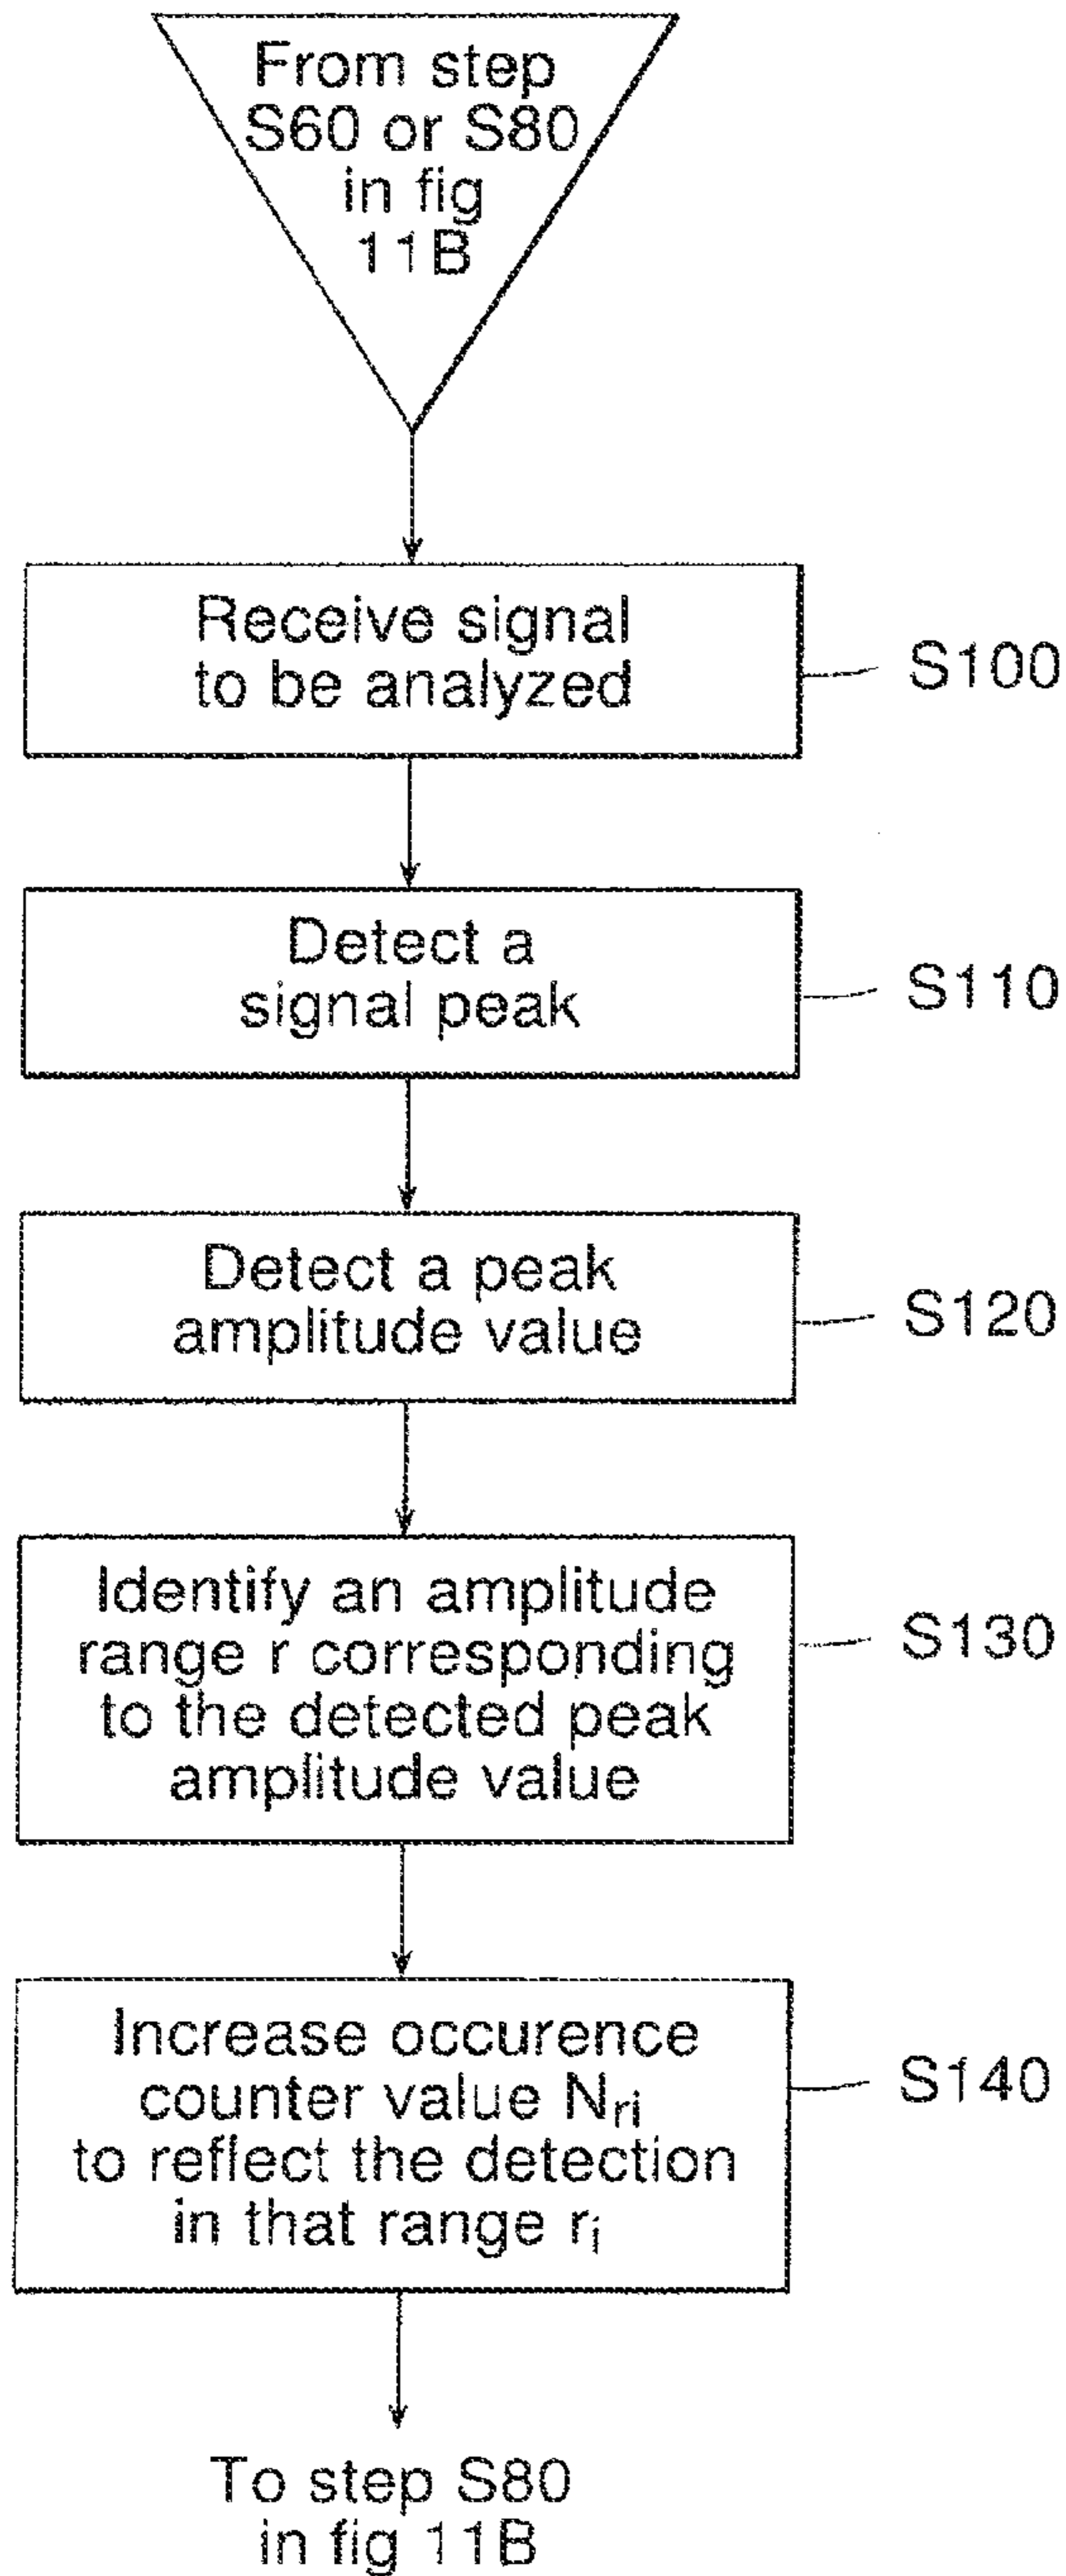 From step
S60 or S80
in fig
11B
Receive signal
to be analyzed
S100
Detect a
signal peak
S110
Detect a peak
amplitude value
S120
Identify an amplitude
range r corresponding
to the detected peak
amplitude value
S130
Increase occurence
counter value Nri
to reflect the detection
in that range ri
S140
To step S80
in fig 11B